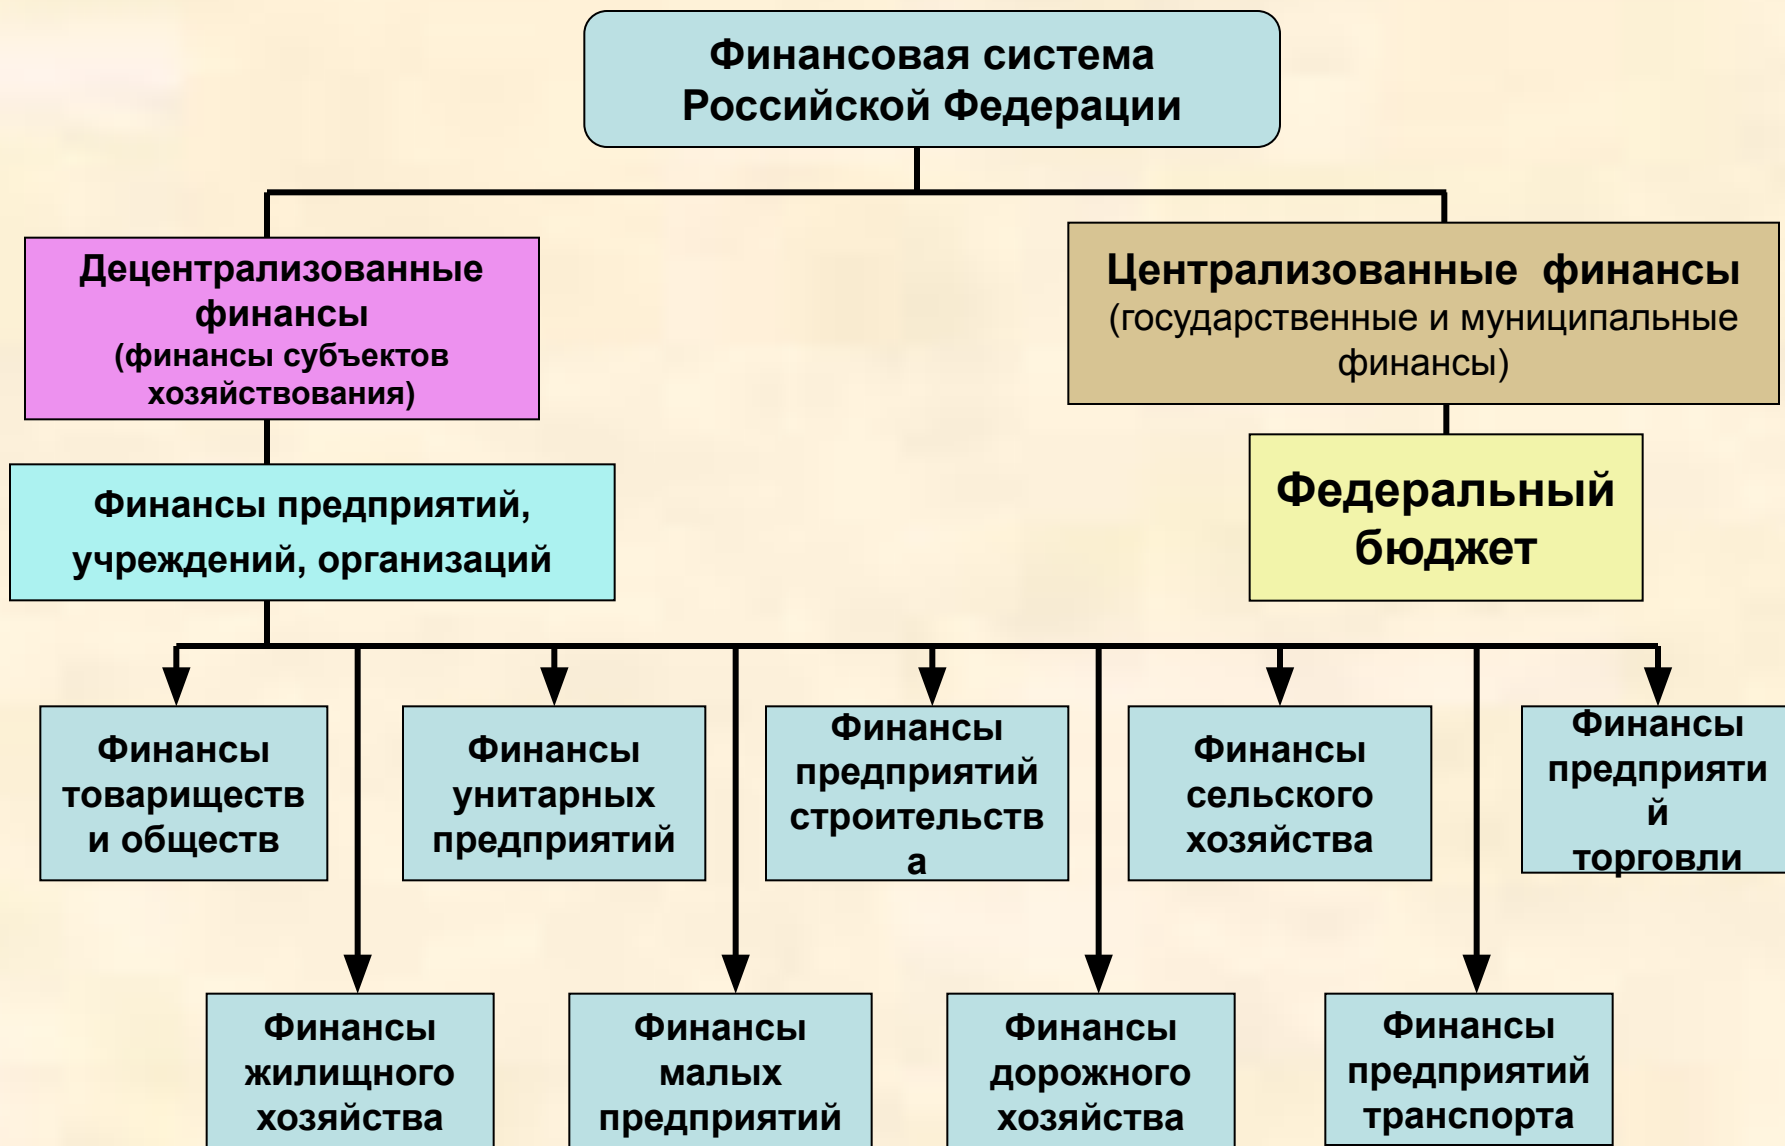 Финансовая система
Российской Федерации
Децентрализованные
финансы
(финансы субъектов
хозяйствования)
Централизованные финансы
(государственные и муниципальные
финансы)
Финансы предприятий,
учреждений, организаций
Федеральный
бюджет
Финансы
товариществ
и обществ
Финансы
унитарных
предприятий
Финансы
предприятий
строительств
а
Финансы
сельского
хозяйства
Финансы
предприяти
й
торговли
Финансы
жилищного
хозяйства
Финансы
малых
предприятий
Финансы
дорожного
хозяйства
Финансы
предприятий
транспорта